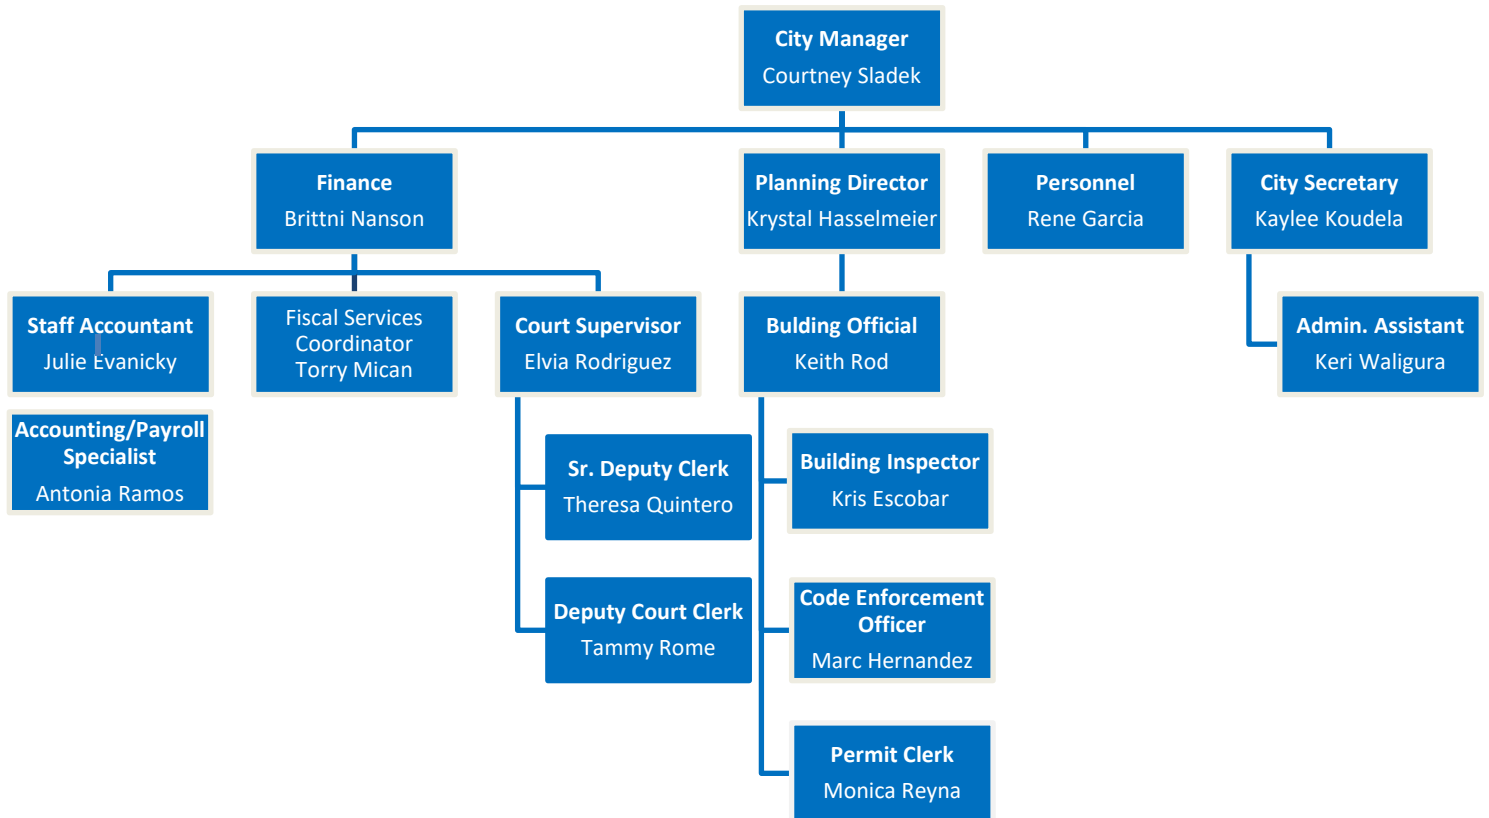 City Manager
Courtney Sladek
Finance
Brittni Nanson
Planning Director
Krystal Hasselmeier
Personnel
Rene Garcia
City Secretary
Kaylee Koudela
Staff Accountant
Julie Evanicky
Fiscal Services
Coordinator
Torry Mican
Court Supervisor
Elvia Rodriguez
Bulding Official
Keith Rod
Admin. Assistant
Keri Waligura
Accounting/Payroll
Specialist
Antonia Ramos
Sr. Deputy Clerk
Theresa Quintero
Building Inspector
Kris Escobar
Deputy Court Clerk
Tammy Rome
Code Enforcement
Officer
Marc Hernandez
Permit Clerk
Monica Reyna